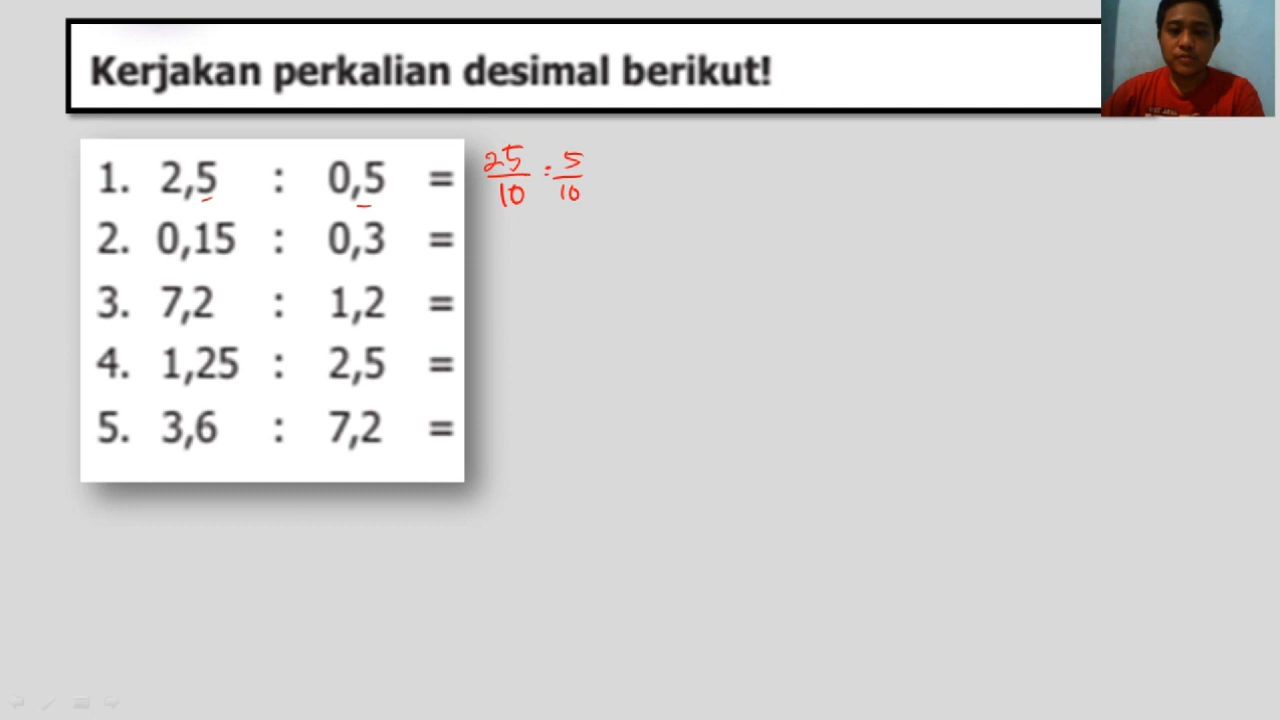 Kerjakan perkalian desimal berikut!
1. 2,5 : 0,5 = 25/10 : 5/10
2. 0,15 : 0,3 =
3. 7,2 : 1,2 =
4. 1,25 : 2,5 =
5. 3,6 : 7,2 =